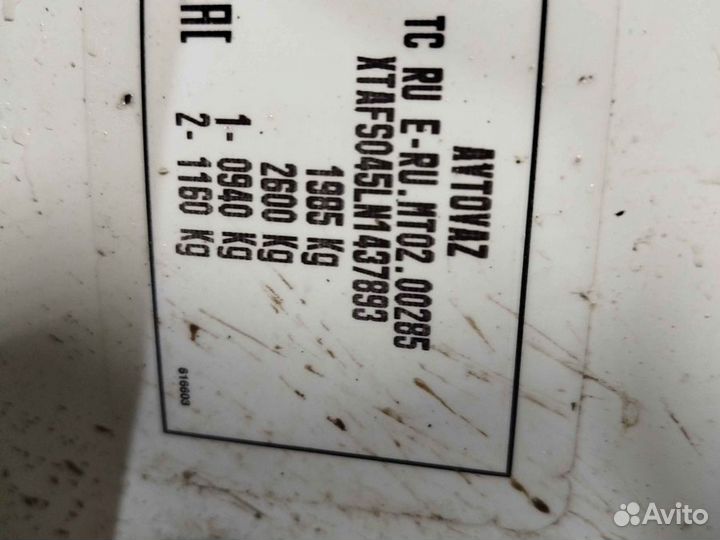 AVTOVAZ
TC RU E-RU.MT02.00285
XTAFS045LN1437893
1985 Kg
2600 Kg
1- 0940 Kg
2- 1160 Kg
EAC
616603
Avito